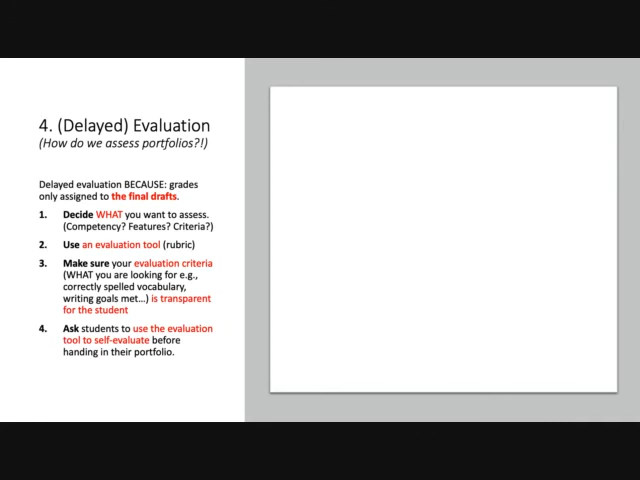 4. (Delayed) Evaluation
(How do we assess portfolios?!)
Delayed evaluation BECAUSE: grades
only assigned to the final drafts.
1. Decide WHAT you want to assess.
(Competency? Features? Criteria?)
2. Use an evaluation tool (rubric)
3. Make sure your evaluation criteria
(WHAT you are looking for e.g.,
correctly spelled vocabulary,
writing goals met…) is transparent
for the student
4. Ask students to use the evaluation
tool to self-evaluate before
handing in their portfolio.